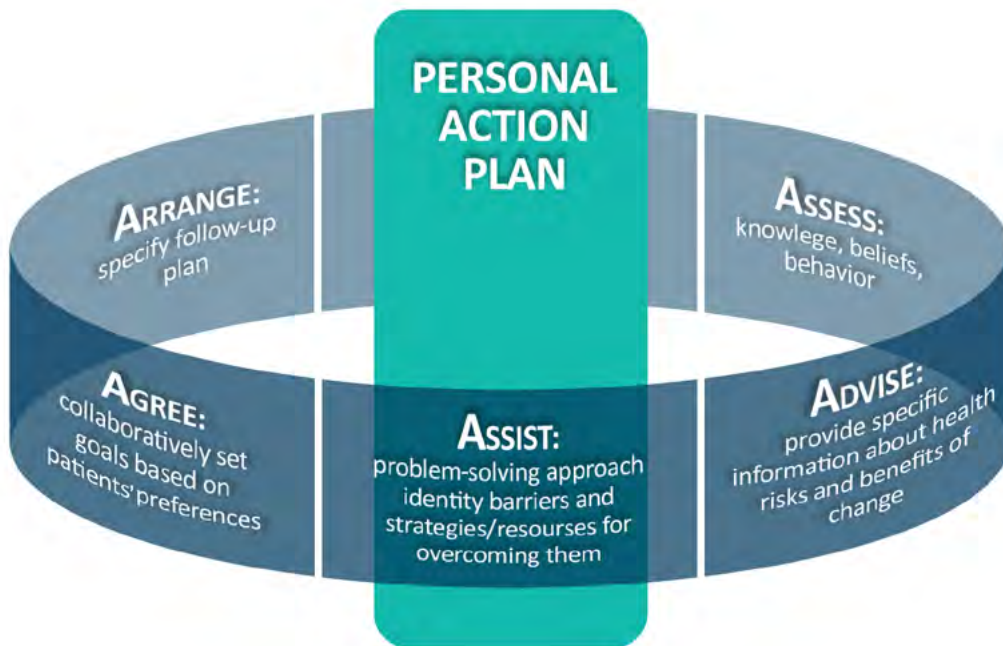 PERSONAL
ACTION
PLAN
ARRANGE:
specify follow-up
plan
ASSESS:
knowlege, beliefs,
behavior
AGREE:
collaboratively set
goals based on
patients' preferences
ASSIST:
problem-solving approach
identity barriers and
strategies/resourses for
overcoming them
ADVISE:
provide specific
information about health
risks and benefits of
change